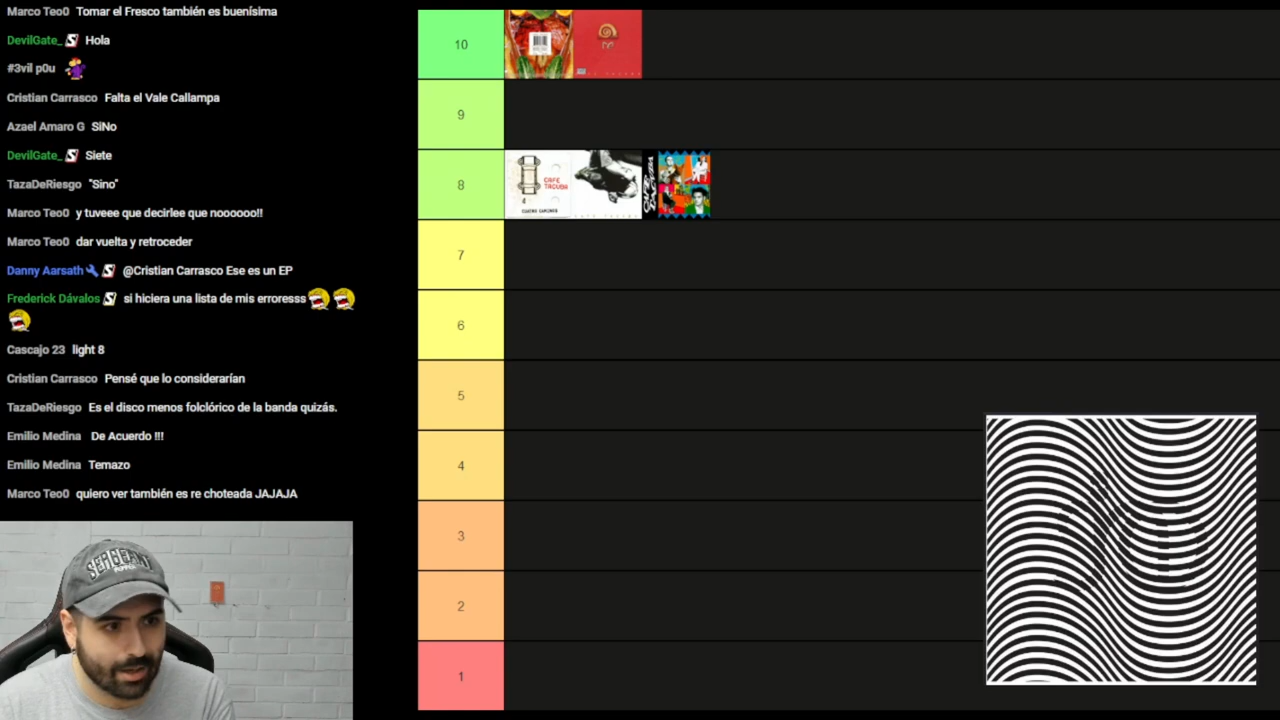 Marco Teo0 Tomar el Fresco también es buenísima
DevilGate_ Hola
#3vil p0u
Cristian Carrasco Falta el Vale Callampa
Azael Amaro G SiNo
DevilGate_ Siete
TazaDeRiesgo "Sino"
Marco Teo0 y tuveee que decirlee que noooooo!!
Marco Teo0 dar vuelta y retroceder
Danny Aarsath @Cristian Carrasco Ese es un EP
Frederick Dávalos si hiciera una lista de mis erroresss
Cascajo 23 light 8
Cristian Carrasco Pensé que lo considerarían
TazaDeRiesgo Es el disco menos folclórico de la banda quizás.
Emilio Medina De Acuerdo !!!
Emilio Medina Temazo
Marco Teo0 quiero ver también es re choteada JAJAJA
SERGEANT
PEPPER
10
9
8
CAFE
TACUBA
CUATRO CAMINOS
7
6
5
4
3
2
1